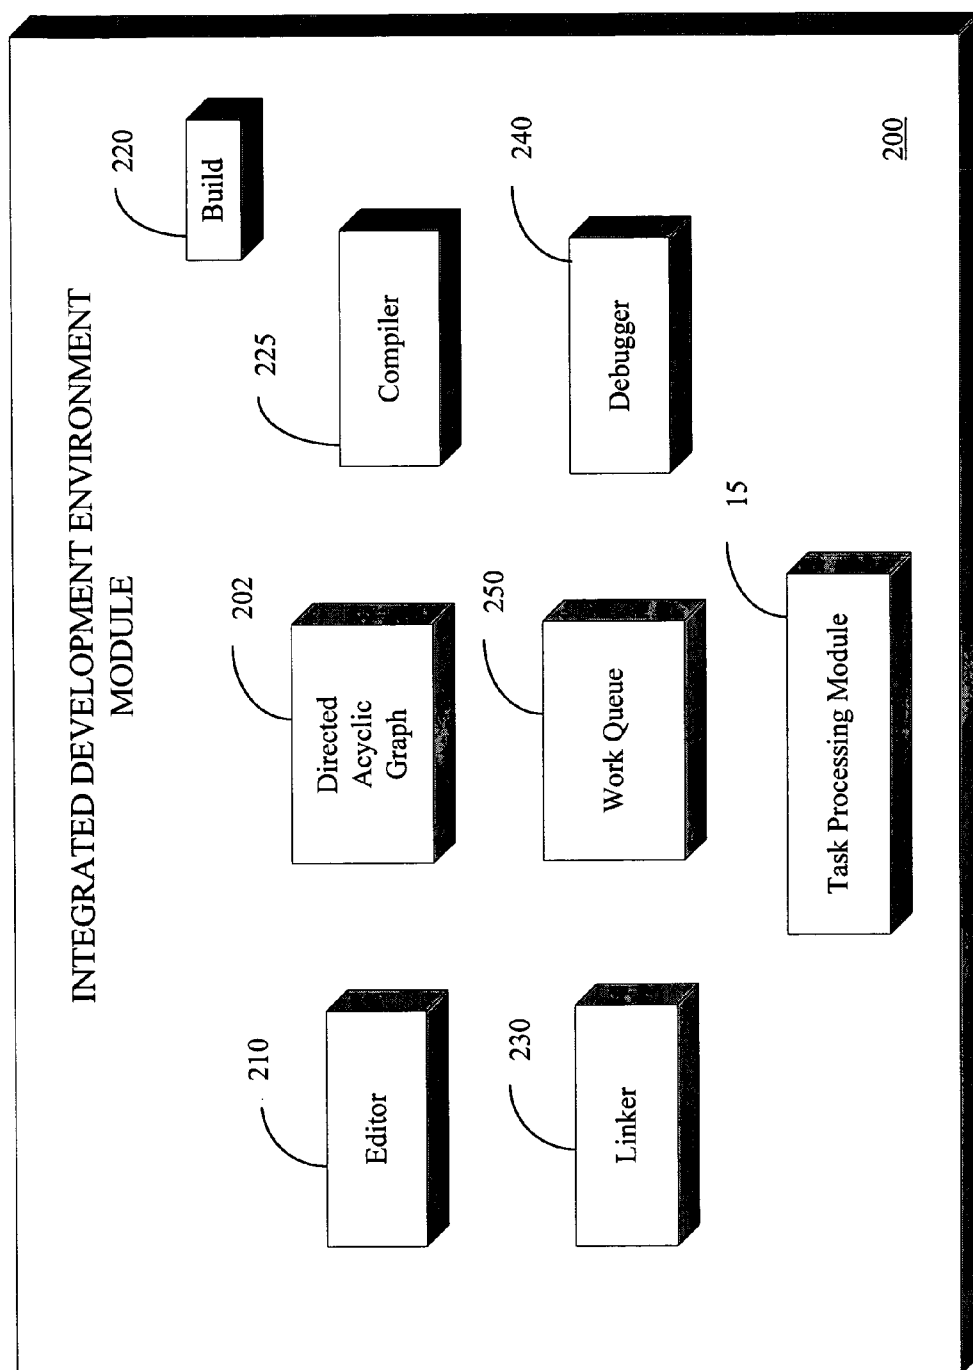 INTEGRATED DEVELOPMENT ENVIRONMENT
MODULE
220
Build
210
Editor
202
Directed
Acyclic
Graph
225
Compiler
230
Linker
250
Work Queue
240
Debugger
15
Task Processing Module
200